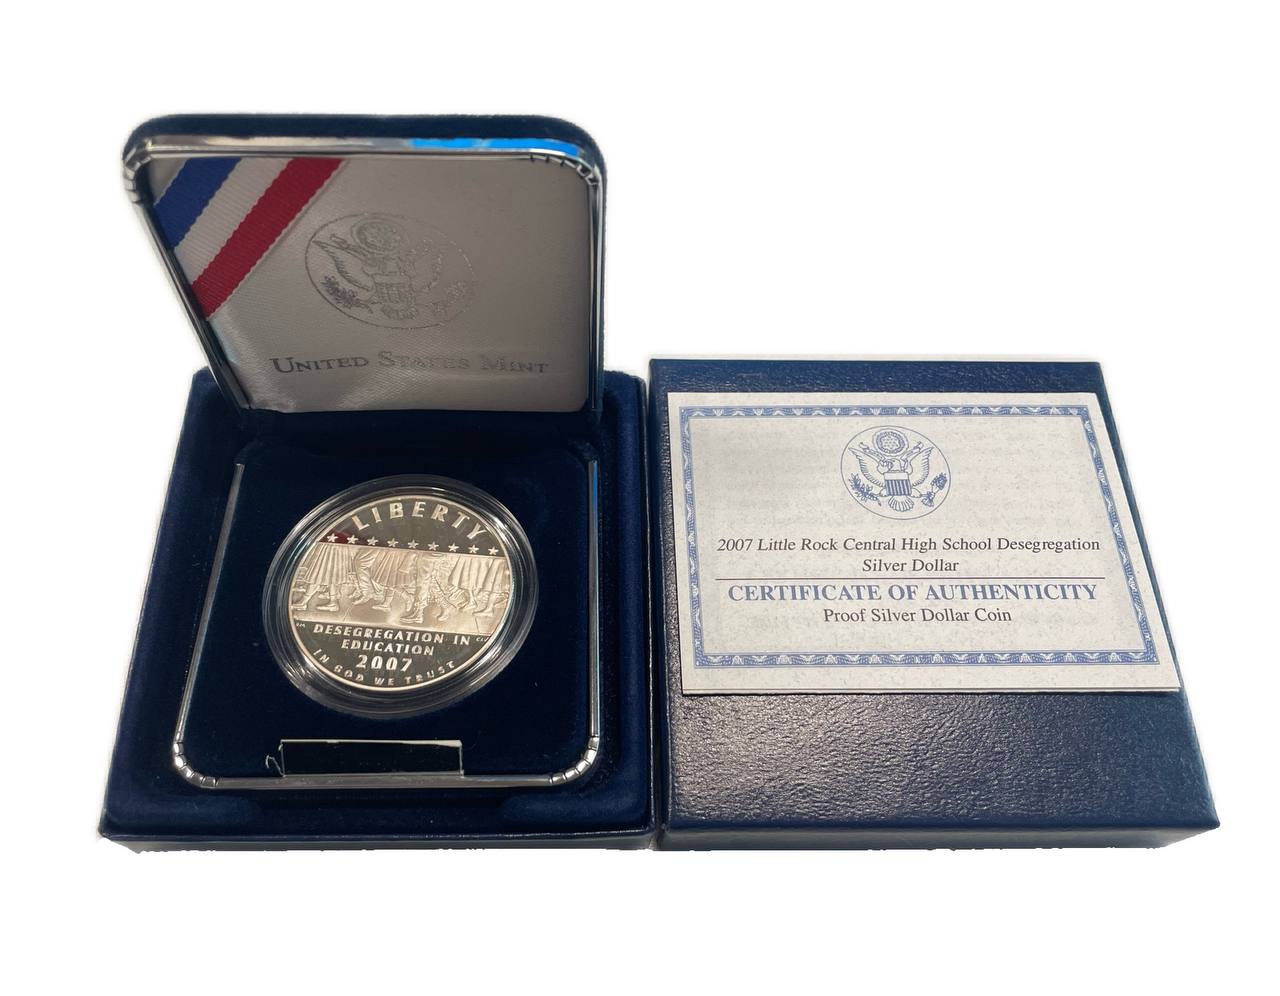 UNITED STATES MINT
LIBERTY
DESEGREGATION IN
EDUCATION
2007
IN GOD WE TRUST
2007 Little Rock Central High School Desegregation
Silver Dollar
CERTIFICATE OF AUTHENTICITY
Proof Silver Dollar Coin